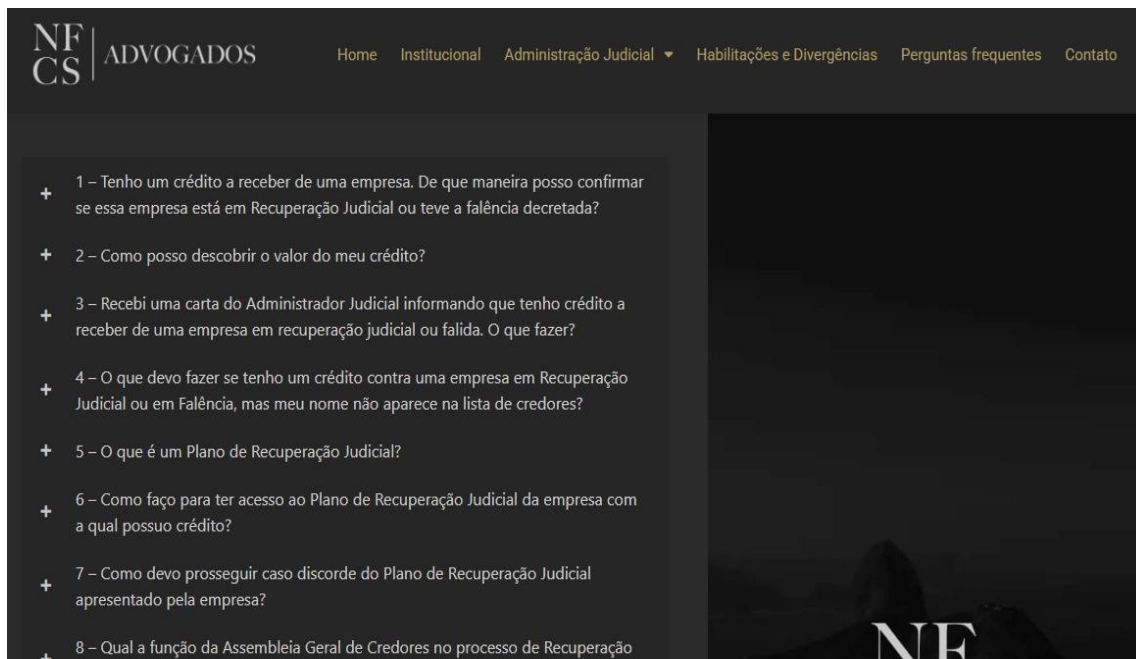 NF
CS
ADVOGADOS
Home Institucional Administração Judicial Habilitações e Divergências Perguntas frequentes Contato
+ 1 – Tenho um crédito a receber de uma empresa. De que maneira posso confirmar
se essa empresa está em Recuperação Judicial ou teve a falência decretada?
+ 2 – Como posso descobrir o valor do meu crédito?
+ 3 – Recebi uma carta do Administrador Judicial informando que tenho crédito a
receber de uma empresa em recuperação judicial ou falida. O que fazer?
+ 4 – O que devo fazer se tenho um crédito contra uma empresa em Recuperação
Judicial ou em Falência, mas meu nome não aparece na lista de credores?
+ 5 – O que é um Plano de Recuperação Judicial?
+ 6 – Como faço para ter acesso ao Plano de Recuperação Judicial da empresa com
a qual possuo crédito?
+ 7 – Como devo prosseguir caso discorde do Plano de Recuperação Judicial
apresentado pela empresa?
+ 8 – Qual a função da Assembleia Geral de Credores no processo de Recuperação
NF